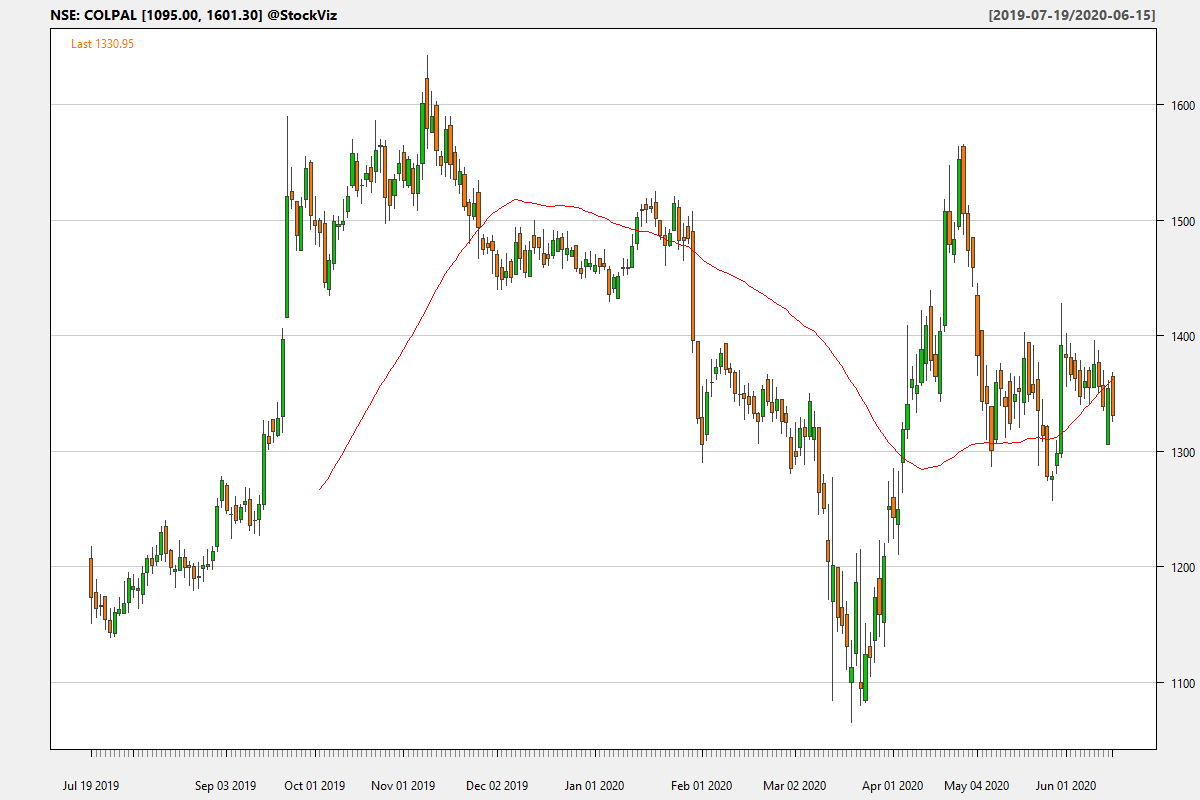 NSE: COLPAL [1095.00, 1601.30] @StockViz
[2019-07-19/2020-06-15]
Last 1330.95
1600
1500
1400
1300
1200
1100
Jul 19 2019 Sep 03 2019 Oct 01 2019 Nov 01 2019 Dec 02 2019 Jan 01 2020 Feb 01 2020 Mar 02 2020 Apr 01 2020 May 04 2020 Jun 01 2020